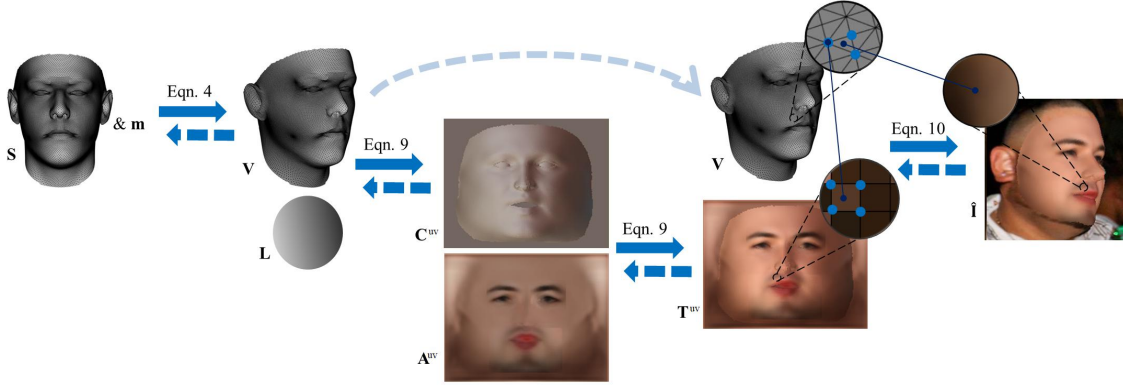 S
& m
Eqn. 4
V
L
Eqn. 9
C^uv
A^uv
Eqn. 9
T^uv
V
Eqn. 10
Î